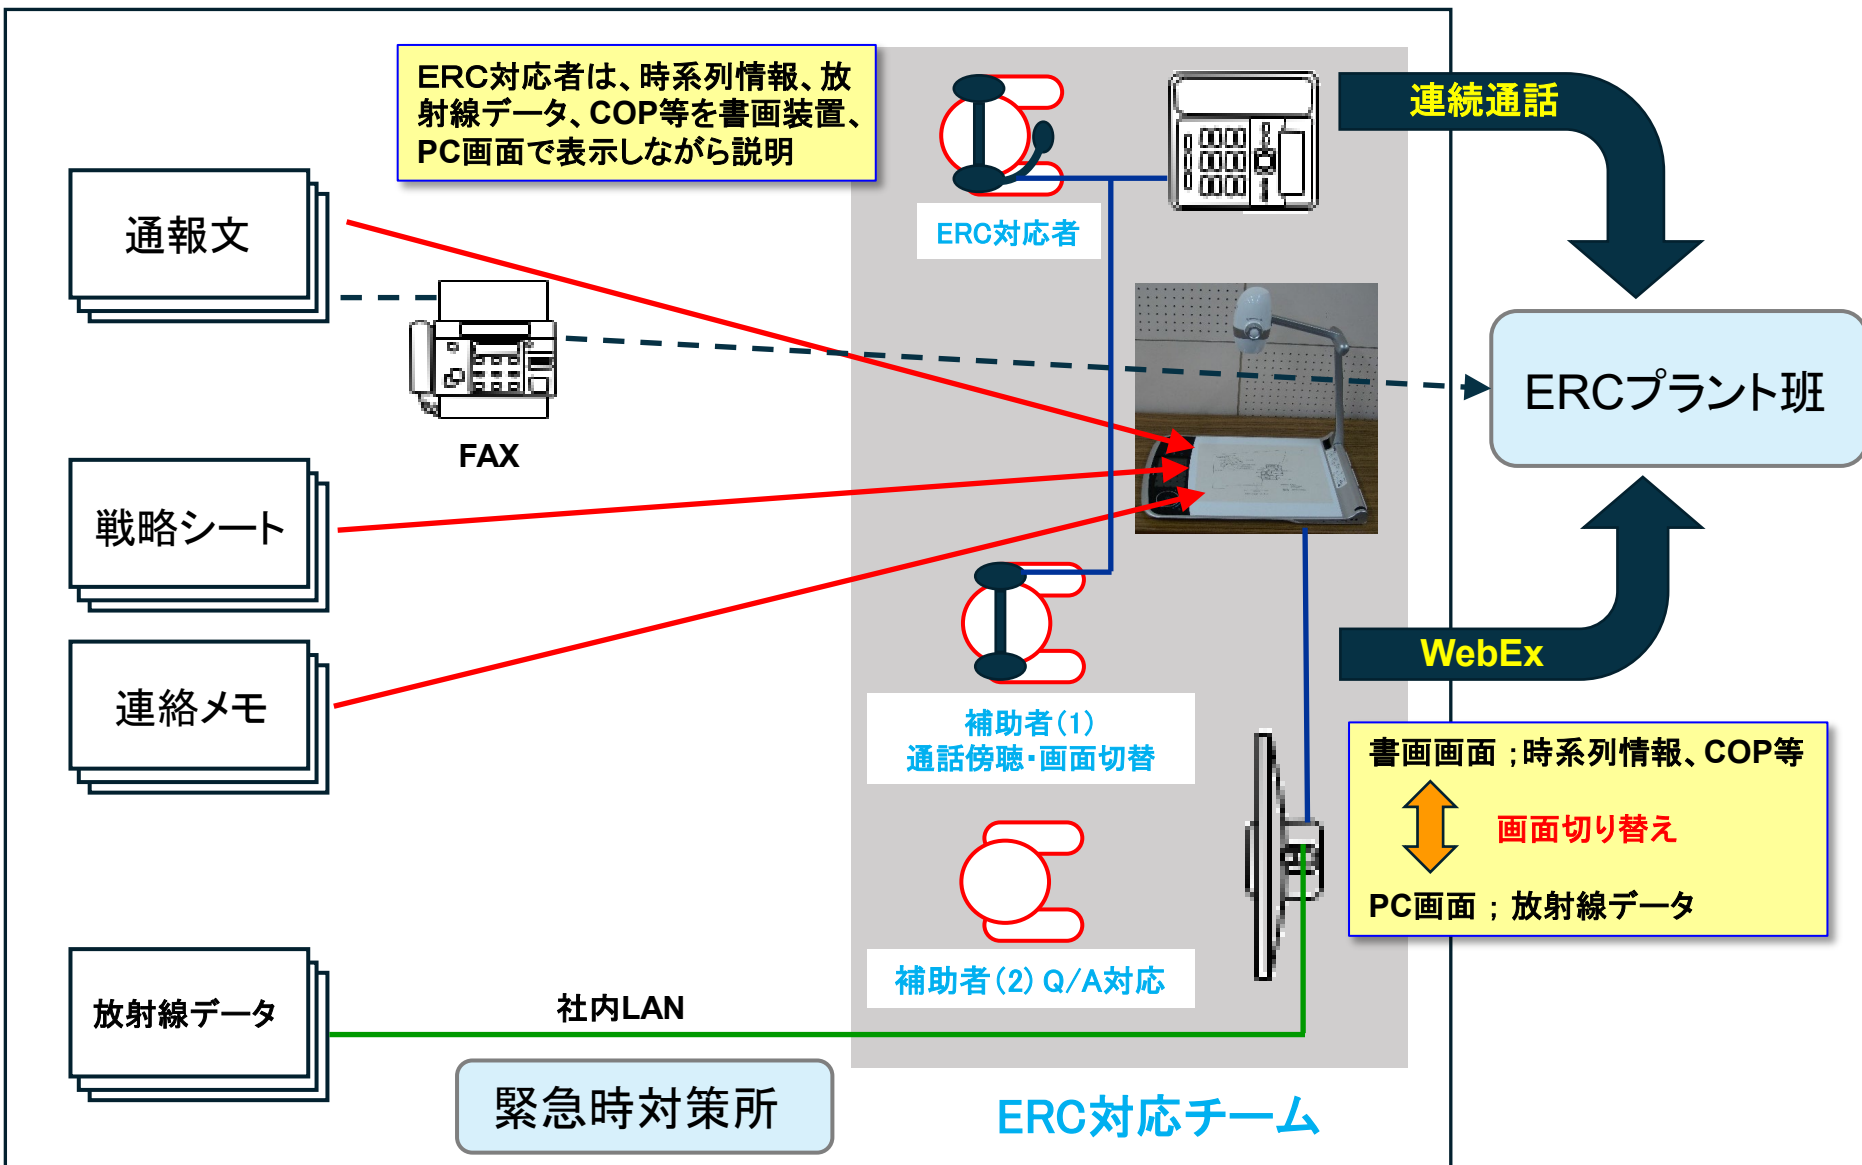 ERC対応者は、時系列情報、放
射線データ、COP等を書画装置、
PC画面で表示しながら説明
連続通話
通報文
ERC対応者
FAX
ERCプラント班
戦略シート
連絡メモ
WebEx
補助者(1)
通話傍聴・画面切替
書画画面 ;時系列情報、COP等
画面切り替え
PC画面 ; 放射線データ
補助者(2) Q/A対応
放射線データ
社内LAN
緊急時対策所
ERC対応チーム